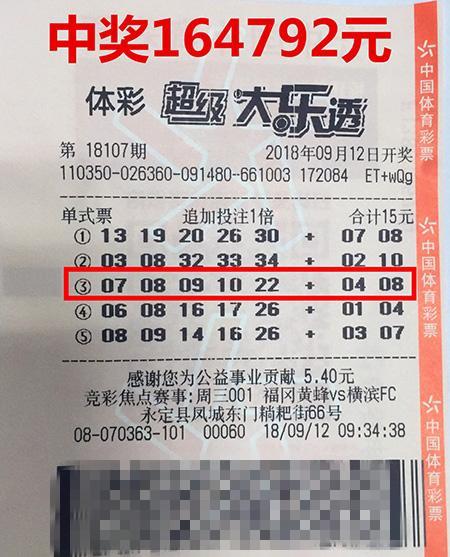 中奖164792元
体彩 超级大乐透
第 18107期 2018年09月12日开奖
110350-026360-091480-661003 172084 ET+wQg
单式票 追加投注1倍 合计15元
① 13 19 20 26 30 + 07 08
② 03 08 32 33 34 + 02 10
③ 07 08 09 10 22 + 04 08
④ 06 08 16 17 26 + 01 04
⑤ 08 09 14 16 26 + 03 07
感谢您为公益事业贡献 5.40元
竞彩焦点赛事:周三001 福冈黄蜂vs横滨FC
永定县凤城东门粩粑街66号
08-070363-101 00060 18/09/12 09:34:38
中国体育彩票
中国体育彩票
中国体育彩票